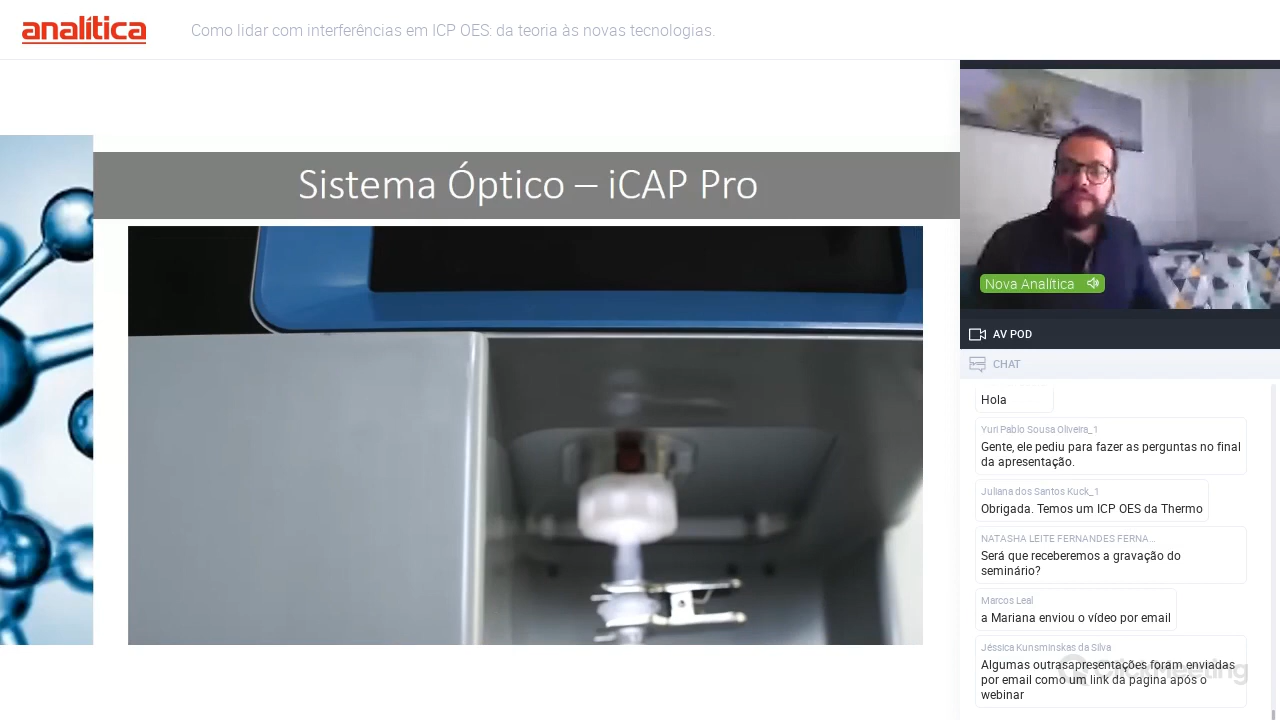 analítica
Como lidar com interferências em ICP OES: da teoria às novas tecnologias.
Sistema Óptico – iCAP Pro
Nova Analítica
AV POD
CHAT
Hola
Yuri Pablo Sousa Oliveira_1
Gente, ele pediu para fazer as perguntas no final
da apresentação.
Juliana dos Santos Kuck_1
Obrigada. Temos um ICP OES da Thermo
NATASHA LEITE FERNANDES FERNA...
Será que receberemos a gravação do
seminário?
Marcos Leal
a Mariana enviou o vídeo por email
Jéssica Kunsminskas da Silva
Algumas outrasapresentações foram enviadas
por email como um link da pagina após o
webinar
ClickMeeting